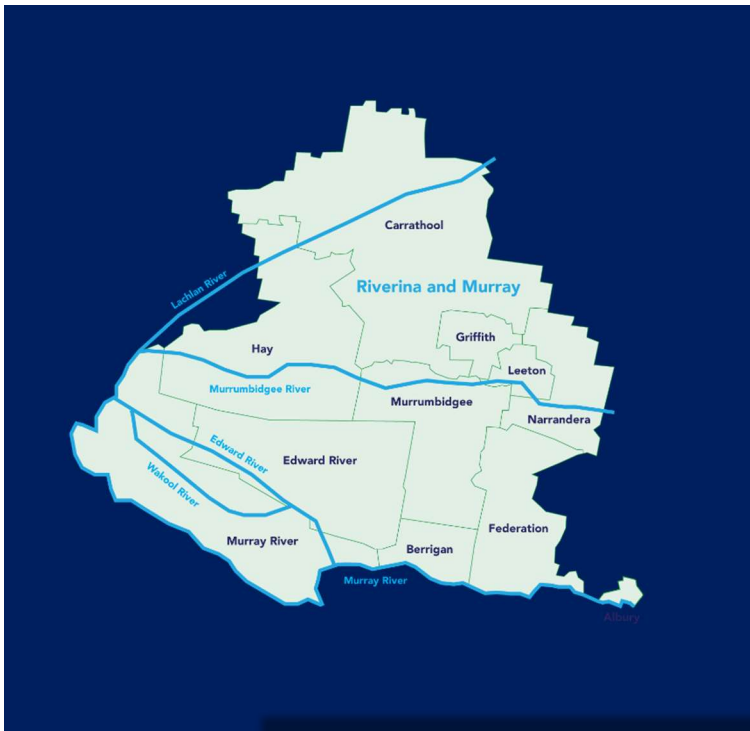 Carrathool
Lachlan River
Riverina and Murray
Griffith
Hay
Leeton
Murrumbidgee River
Murrumbidgee
Narrandera
Edward River
Edward River
Wakool River
Federation
Murray River
Berrigan
Murray River
Albury